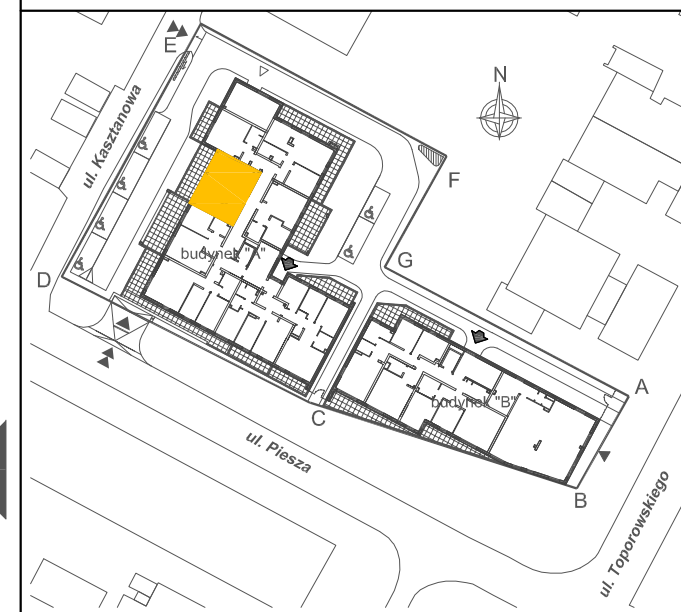 E
N
ul. Kasztanowa
F
budynek "A"
G
D
A
C
budynek "B"
ul. Piesza
B
ul. Toporowskiego